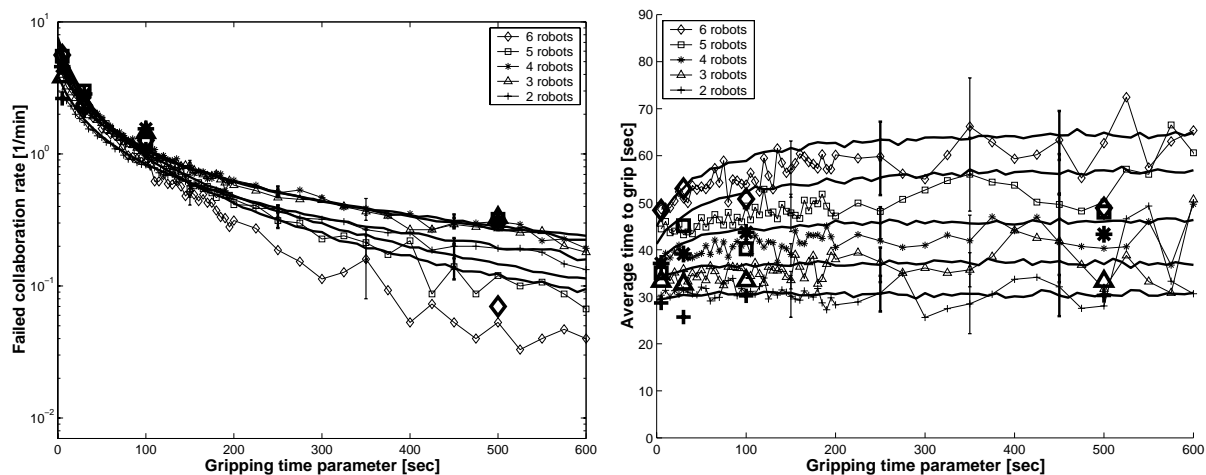 10^1
10^0
10^-1
10^-2
Failed collaboration rate [1/min]
6 robots
5 robots
4 robots
3 robots
2 robots
0 100 200 300 400 500 600
Gripping time parameter [sec]
90
80
70
60
50
40
30
20
10
0
Average time to grip [sec]
6 robots
5 robots
4 robots
3 robots
2 robots
0 100 200 300 400 500 600
Gripping time parameter [sec]